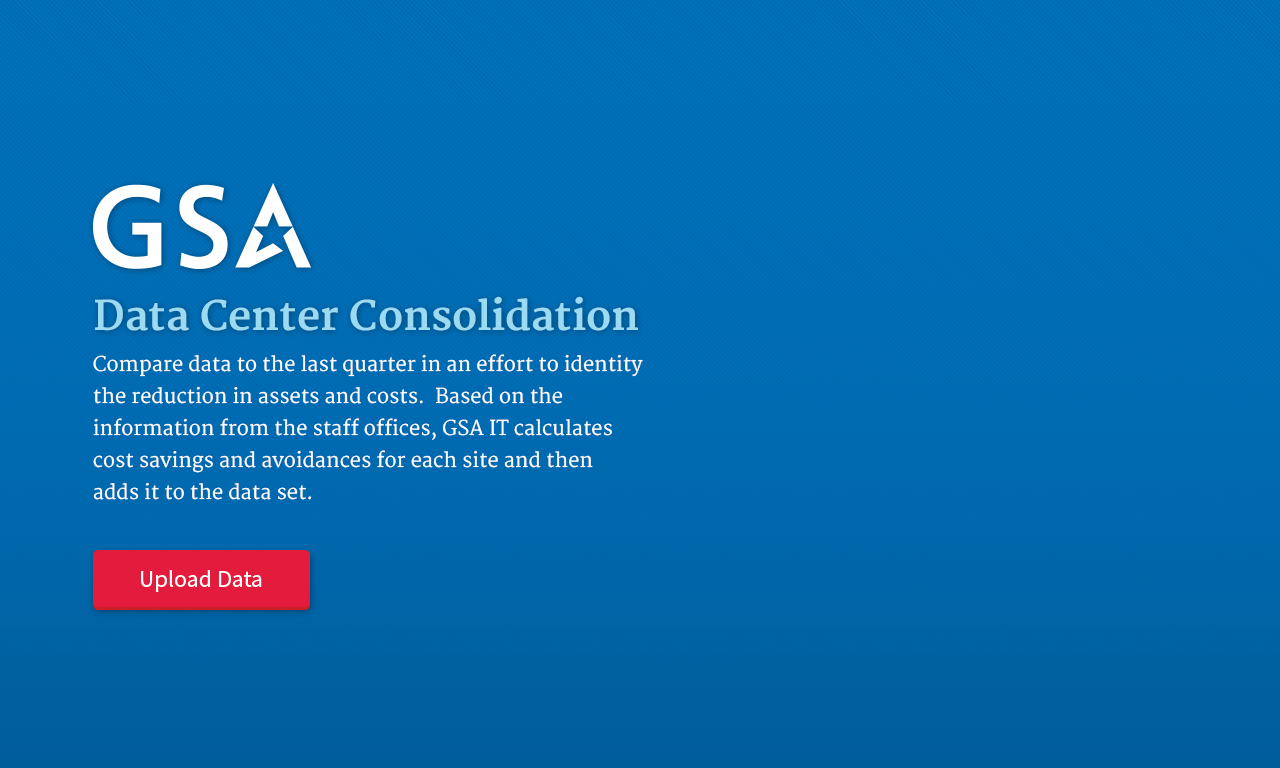 GSA
Data Center Consolidation
Compare data to the last quarter in an effort to identity
the reduction in assets and costs.  Based on the
information from the staff offices, GSA IT calculates
cost savings and avoidances for each site and then
adds it to the data set.
Upload Data